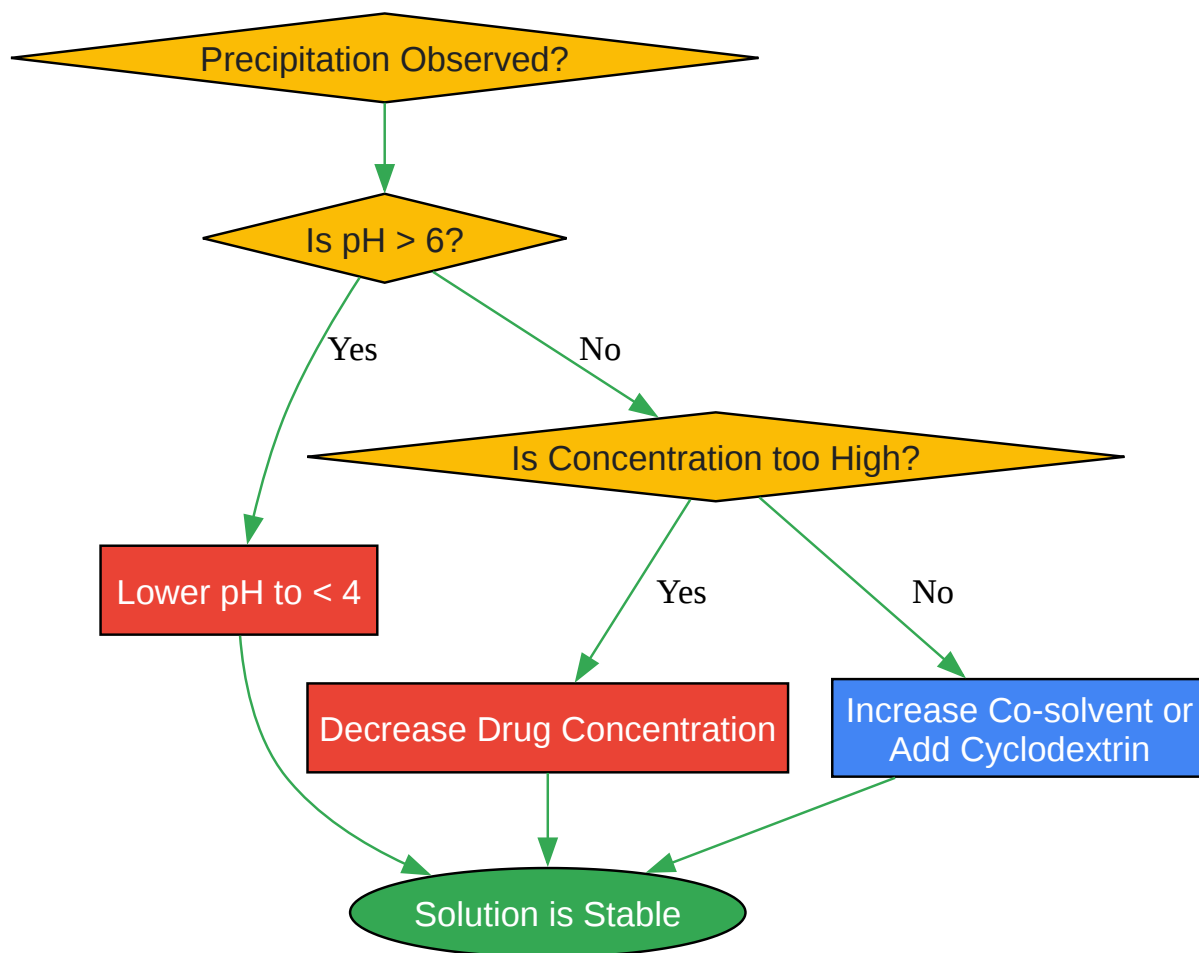 Precipitation Observed?
Is pH > 6?
Yes
No
Is Concentration too High?
Lower pH to < 4
Yes
No
Decrease Drug Concentration
Increase Co-solvent or
Add Cyclodextrin
Solution is Stable